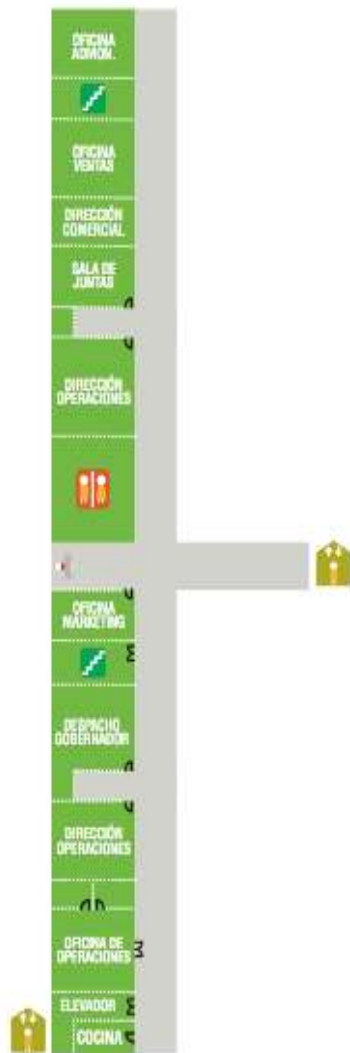 OFICINA
ADMON.
OFICINA
VENTAS
DIRECCIÓN
COMERCIAL
SALA DE
JUNTAS
DIRECCIÓN
OPERACIONES
OFICINA
MARKETING
DESPACHO
GOBERNADOR
DIRECCIÓN
OPERACIONES
OFICINA DE
OPERACIONES
ELEVADOR
COCINA